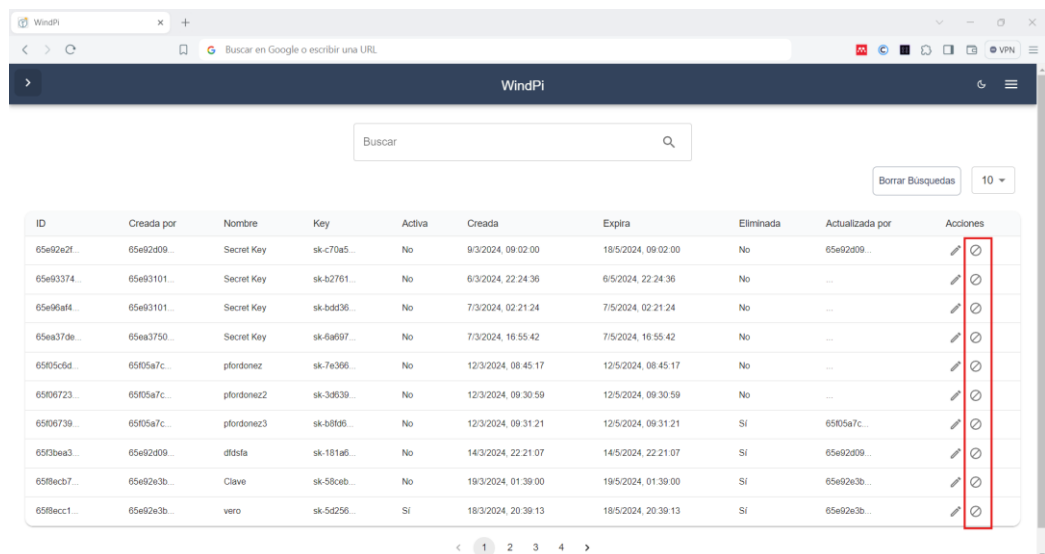 WindPi
Buscar en Google o escribir una URL
VPN
WindPi
Buscar
Borrar Búsquedas 10
ID Creada por Nombre Key Activa Creada Expira Eliminada Actualizada por Acciones
65e92e2f... 65e92d09... Secret Key sk-c70a5... No 9/3/2024, 09:02:00 18/5/2024, 09:02:00 No 65e92d09...
65e93374... 65e93101... Secret Key sk-b2761... No 6/3/2024, 22:24:36 6/5/2024, 22:24:36 No ...
65e96af4... 65e93101... Secret Key sk-bdd36... No 7/3/2024, 02:21:24 7/5/2024, 02:21:24 No ...
65ea37de... 65ea3750... Secret Key sk-6a697... No 7/3/2024, 16:55:42 7/5/2024, 16:55:42 No ...
65f05c6d... 65f05a7c... pfordonez sk-7e366... No 12/3/2024, 08:45:17 12/5/2024, 08:45:17 No ...
65f06723... 65f05a7c... pfordonez2 sk-3d639... No 12/3/2024, 09:30:59 12/5/2024, 09:30:59 No ...
65f06739... 65f05a7c... pfordonez3 sk-b8fd6... No 12/3/2024, 09:31:21 12/5/2024, 09:31:21 Sí 65f05a7c...
65f3bea3... 65e92d09... dfdsfa sk-181a6... No 14/3/2024, 22:21:07 14/5/2024, 22:21:07 Sí 65e92d09...
65f8ecb7... 65e92e3b... Clave sk-58ceb... No 19/3/2024, 01:39:00 19/5/2024, 01:39:00 Sí 65e92e3b...
65f8ecc1... 65e92e3b... vero sk-5d256... Sí 18/3/2024, 20:39:13 18/5/2024, 20:39:13 Sí 65e92e3b...
1 2 3 4